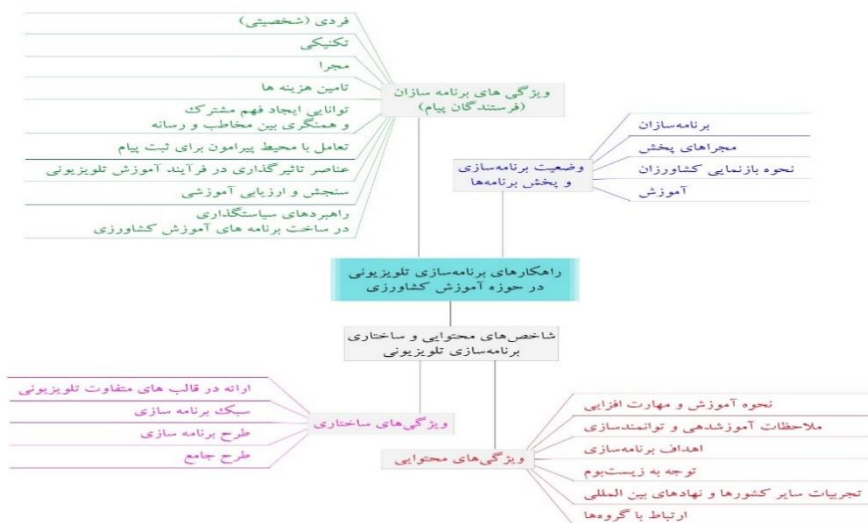 فردی (شخصیتی)
تکنیکی
مجرا
تامین هزینه ها
توانایی ایجاد فهم مشترک
و همنگری بین مخاطب و رسانه
تعامل با محیط پیرامون برای ثبت پیام
عناصر تاثیرگذاری در فرآیند آموزش تلویزیونی
سنجش و ارزیابی آموزشی
راهبردهای سیاستگذاری
در ساخت برنامه های آموزش کشاورزی
ویژگی های برنامه سازان
(فرستندگان پیام)
برنامه‌سازان
مجراهای پخش
نحوه بازنمایی کشاورزان
آموزش
وضعیت برنامه‌سازی
و پخش برنامه‌ها
راهکارهای برنامه‌سازی تلویزیونی
در حوزه آموزش کشاورزی
شاخص‌های محتوایی و ساختاری
برنامه‌سازی تلویزیونی
ارائه در قالب های متفاوت تلویزیونی
سبک برنامه سازی
طرح برنامه سازی
طرح جامع
ویژگی‌های ساختاری
نحوه آموزش و مهارت افزایی
ملاحظات آموزشدهی و توانمندسازی
اهداف برنامه‌سازی
توجه به زیست‌بوم
تجربیات سایر کشورها و نهادهای بین المللی
ارتباط با گروه‌ها
ویژگی‌های محتوایی